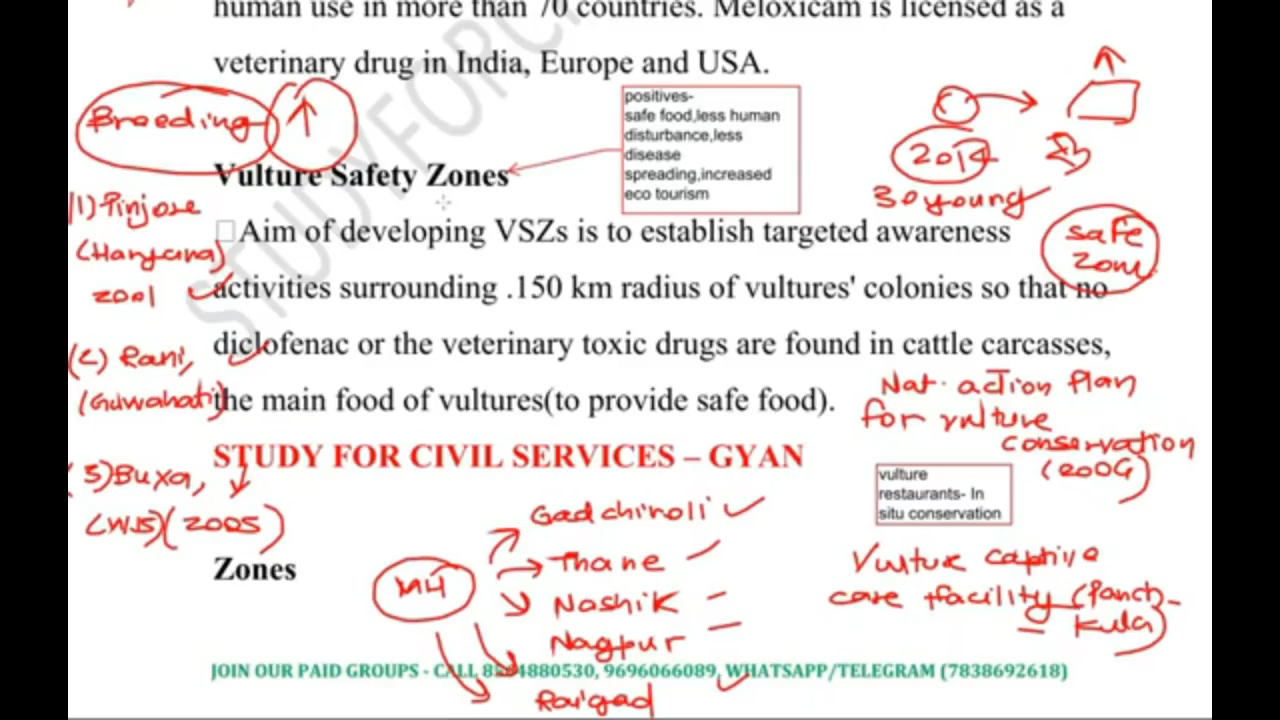 human use in more than 70 countries. Meloxicam is licensed as a
veterinary drug in India, Europe and USA.
Breeding
positives-
safe food,less human
disturbance,less
disease
spreading,increased
eco tourism
2014
30 young
safe
zone
Vulture Safety Zones
(1) Pinjore
(Haryana)
2001
Aim of developing VSZs is to establish targeted awareness
activities surrounding .150 km radius of vultures' colonies so that no
diclofenac or the veterinary toxic drugs are found in cattle carcasses,
the main food of vultures(to provide safe food).
(2) Rani,
(Guwahati)
Nat. action Plan
for vulture
conservation
(2006)
STUDY FOR CIVIL SERVICES – GYAN
Buxa,
(WB) (2005)
vulture
restaurants- In
situ conservation
Zones
MH
Gadchiroli
Thane
Nashik
Nagpur
Raigad
Vulture captive
care facility (Panch-
kula)
JOIN OUR PAID GROUPS - CALL 8504880530, 9696066089, WHATSAPP/TELEGRAM (7838692618)